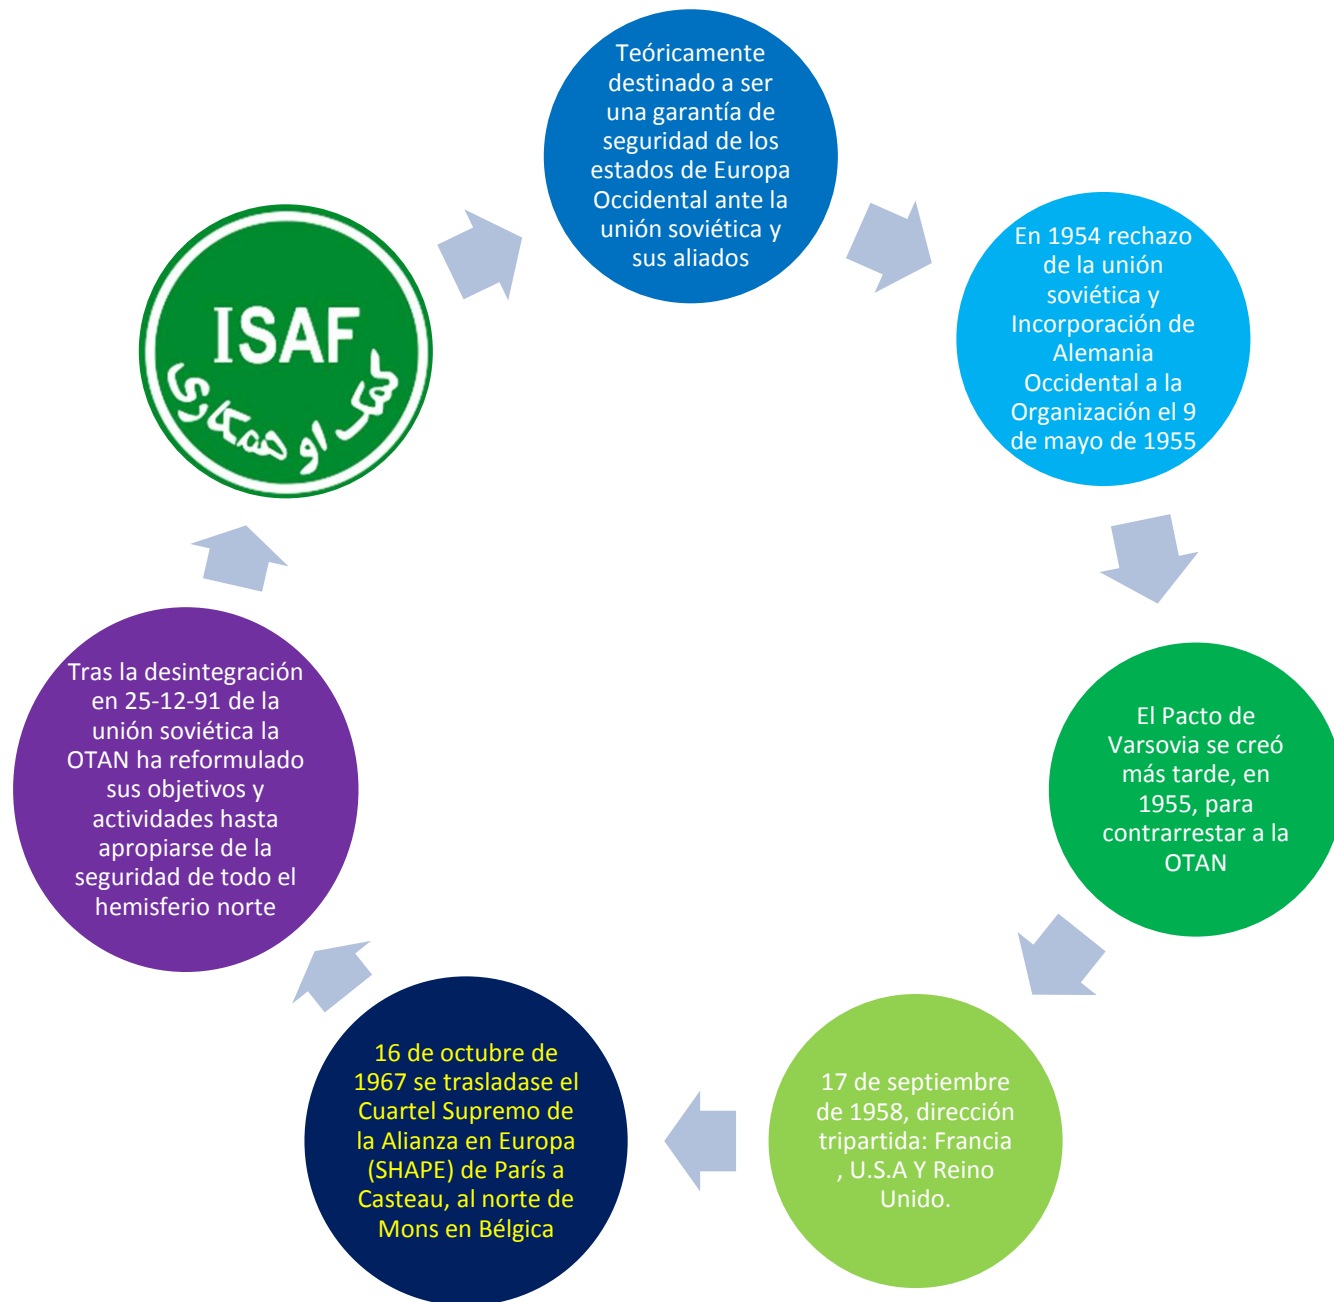 Teóricamente
destinado a ser
una garantía de
seguridad de los
estados de Europa
Occidental ante la
unión soviética y
sus aliados
En 1954 rechazo
de la unión
soviética y
Incorporación de
Alemania
Occidental a la
Organización el 9
de mayo de 1955
El Pacto de
Varsovia se creó
más tarde, en
1955, para
contrarrestar a la
OTAN
17 de septiembre
de 1958, dirección
tripartida: Francia
, U.S.A Y Reino
Unido.
16 de octubre de
1967 se trasladase el
Cuartel Supremo de
la Alianza en Europa
(SHAPE) de París a
Casteau, al norte de
Mons en Bélgica
Tras la desintegración
en 25-12-91 de la
unión soviética la
OTAN ha reformulado
sus objetivos y
actividades hasta
apropiarse de la
seguridad de todo el
hemisferio norte
ISAF
کمک او همکاری